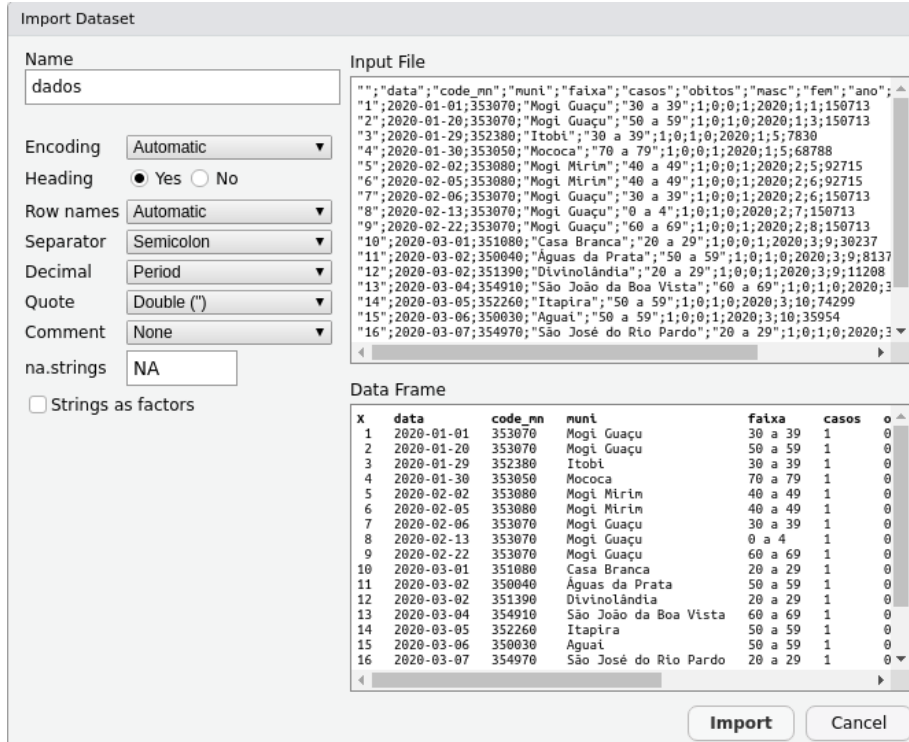 Import Dataset
Name
dados
Encoding Automatic
Heading Yes No
Row names Automatic
Separator Semicolon
Decimal Period
Quote Double (")
Comment None
na.strings NA
Strings as factors
Input File
"";"data";"code_mn";"muni";"faixa";"casos";"obitos";"masc";"fem";"ano";
"1";2020-01-01;353070;"Mogi Guaçu";"30 a 39";1;0;0;1;2020;1;1;150713
"2";2020-01-20;353070;"Mogi Guaçu";"50 a 59";1;0;1;0;2020;1;3;150713
"3";2020-01-29;352380;"Itobi";"30 a 39";1;0;1;0;2020;1;5;7830
"4";2020-01-30;353050;"Mococa";"70 a 79";1;0;0;1;2020;1;5;68788
"5";2020-02-02;353080;"Mogi Mirim";"40 a 49";1;0;0;1;2020;2;5;92715
"6";2020-02-05;353080;"Mogi Mirim";"40 a 49";1;0;0;1;2020;2;6;92715
"7";2020-02-06;353070;"Mogi Guaçu";"30 a 39";1;0;0;1;2020;2;6;150713
"8";2020-02-13;353070;"Mogi Guaçu";"0 a 4";1;0;1;0;2020;2;7;150713
"9";2020-02-22;353070;"Mogi Guaçu";"60 a 69";1;0;0;1;2020;2;8;150713
"10";2020-03-01;351080;"Casa Branca";"20 a 29";1;0;0;1;2020;3;9;30237
"11";2020-03-02;350040;"Águas da Prata";"50 a 59";1;0;1;0;2020;3;9;8137
"12";2020-03-02;351390;"Divinolândia";"20 a 29";1;0;0;1;2020;3;9;11208
"13";2020-03-04;354910;"São João da Boa Vista";"60 a 69";1;0;1;0;2020;3
"14";2020-03-05;352260;"Itapira";"50 a 59";1;0;1;0;2020;3;10;74299
"15";2020-03-06;350030;"Aguaí";"50 a 59";1;0;0;1;2020;3;10;35954
"16";2020-03-07;354970;"São José do Rio Pardo";"20 a 29";1;0;1;0;2020;3
Data Frame
X data code_mn muni faixa casos o
1 2020-01-01 353070 Mogi Guaçu 30 a 39 1 0
2 2020-01-20 353070 Mogi Guaçu 50 a 59 1 0
3 2020-01-29 352380 Itobi 30 a 39 1 0
4 2020-01-30 353050 Mococa 70 a 79 1 0
5 2020-02-02 353080 Mogi Mirim 40 a 49 1 0
6 2020-02-05 353080 Mogi Mirim 40 a 49 1 0
7 2020-02-06 353070 Mogi Guaçu 30 a 39 1 0
8 2020-02-13 353070 Mogi Guaçu 0 a 4 1 0
9 2020-02-22 353070 Mogi Guaçu 60 a 69 1 0
10 2020-03-01 351080 Casa Branca 20 a 29 1 0
11 2020-03-02 350040 Águas da Prata 50 a 59 1 0
12 2020-03-02 351390 Divinolândia 20 a 29 1 0
13 2020-03-04 354910 São João da Boa Vista 60 a 69 1 0
14 2020-03-05 352260 Itapira 50 a 59 1 0
15 2020-03-06 350030 Aguaí 50 a 59 1 0
16 2020-03-07 354970 São José do Rio Pardo 20 a 29 1 0
Import Cancel